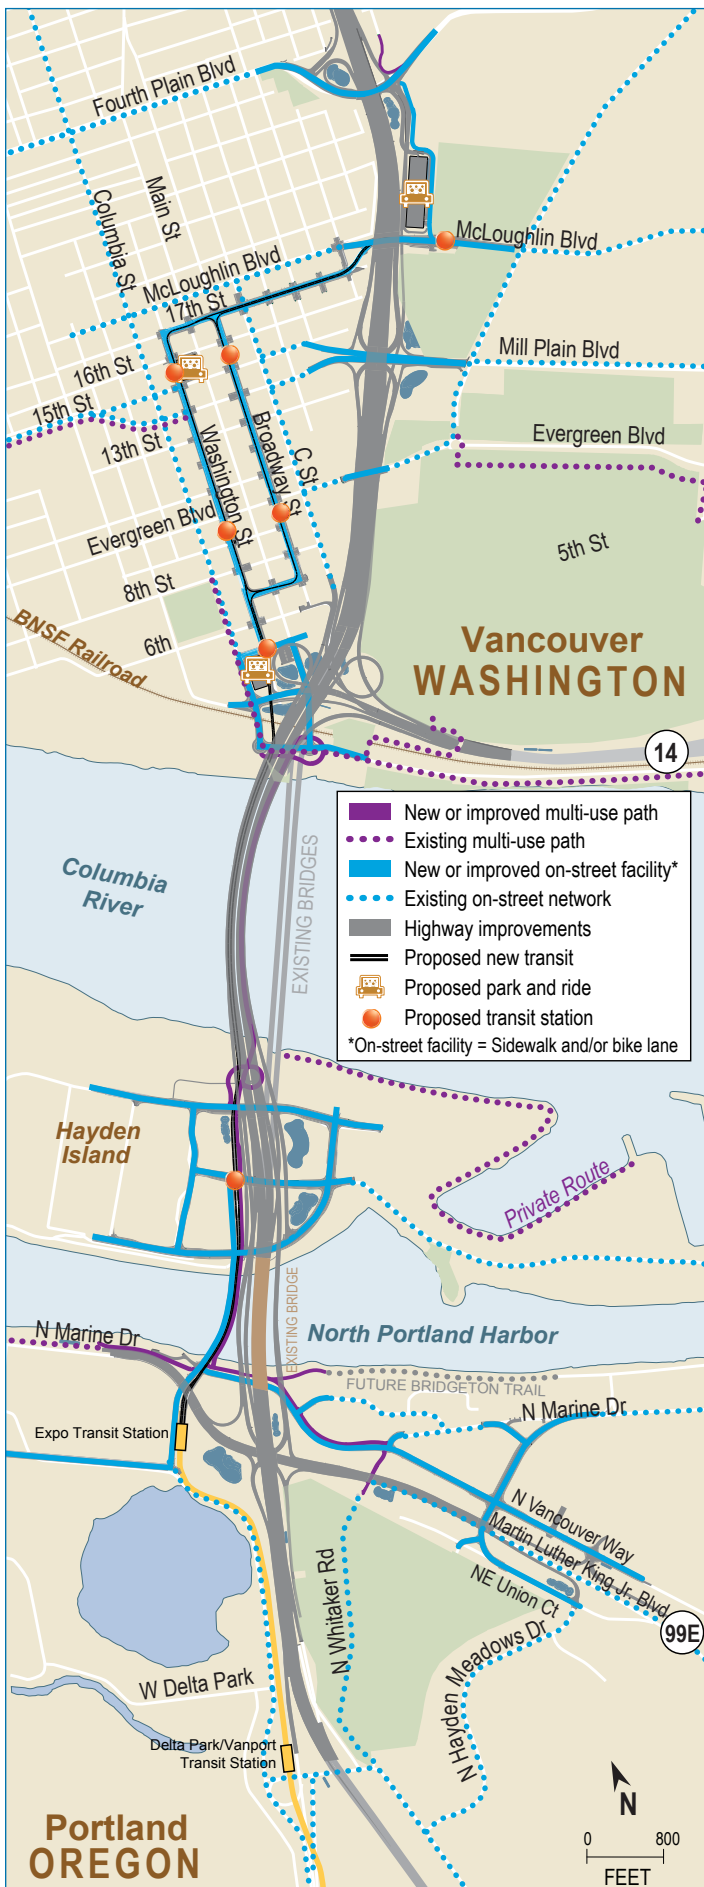 Fourth Plain Blvd
Columbia St
Main St
McLoughlin Blvd
McLoughlin Blvd
17th St
16th St
15th St
13th St
Mill Plain Blvd
Evergreen Blvd
Washington St
Broadway St
C St
Evergreen Blvd
8th St
6th
5th St
BNSF Railroad
Vancouver
WASHINGTON
14
Columbia
River
EXISTING BRIDGES
New or improved multi-use path
Existing multi-use path
New or improved on-street facility*
Existing on-street network
Highway improvements
Proposed new transit
Proposed park and ride
Proposed transit station
*On-street facility = Sidewalk and/or bike lane
Hayden
Island
Private Route
EXISTING BRIDGE
North Portland Harbor
N Marine Dr
FUTURE BRIDGETON TRAIL
N Marine Dr
Expo Transit Station
N Vancouver Way
Martin Luther King Jr. Blvd
NE Union Ct
99E
N Whitaker Rd
N Hayden Meadows Dr
W Delta Park
Delta Park/Vanport
Transit Station
N
0 800
FEET
Portland
OREGON